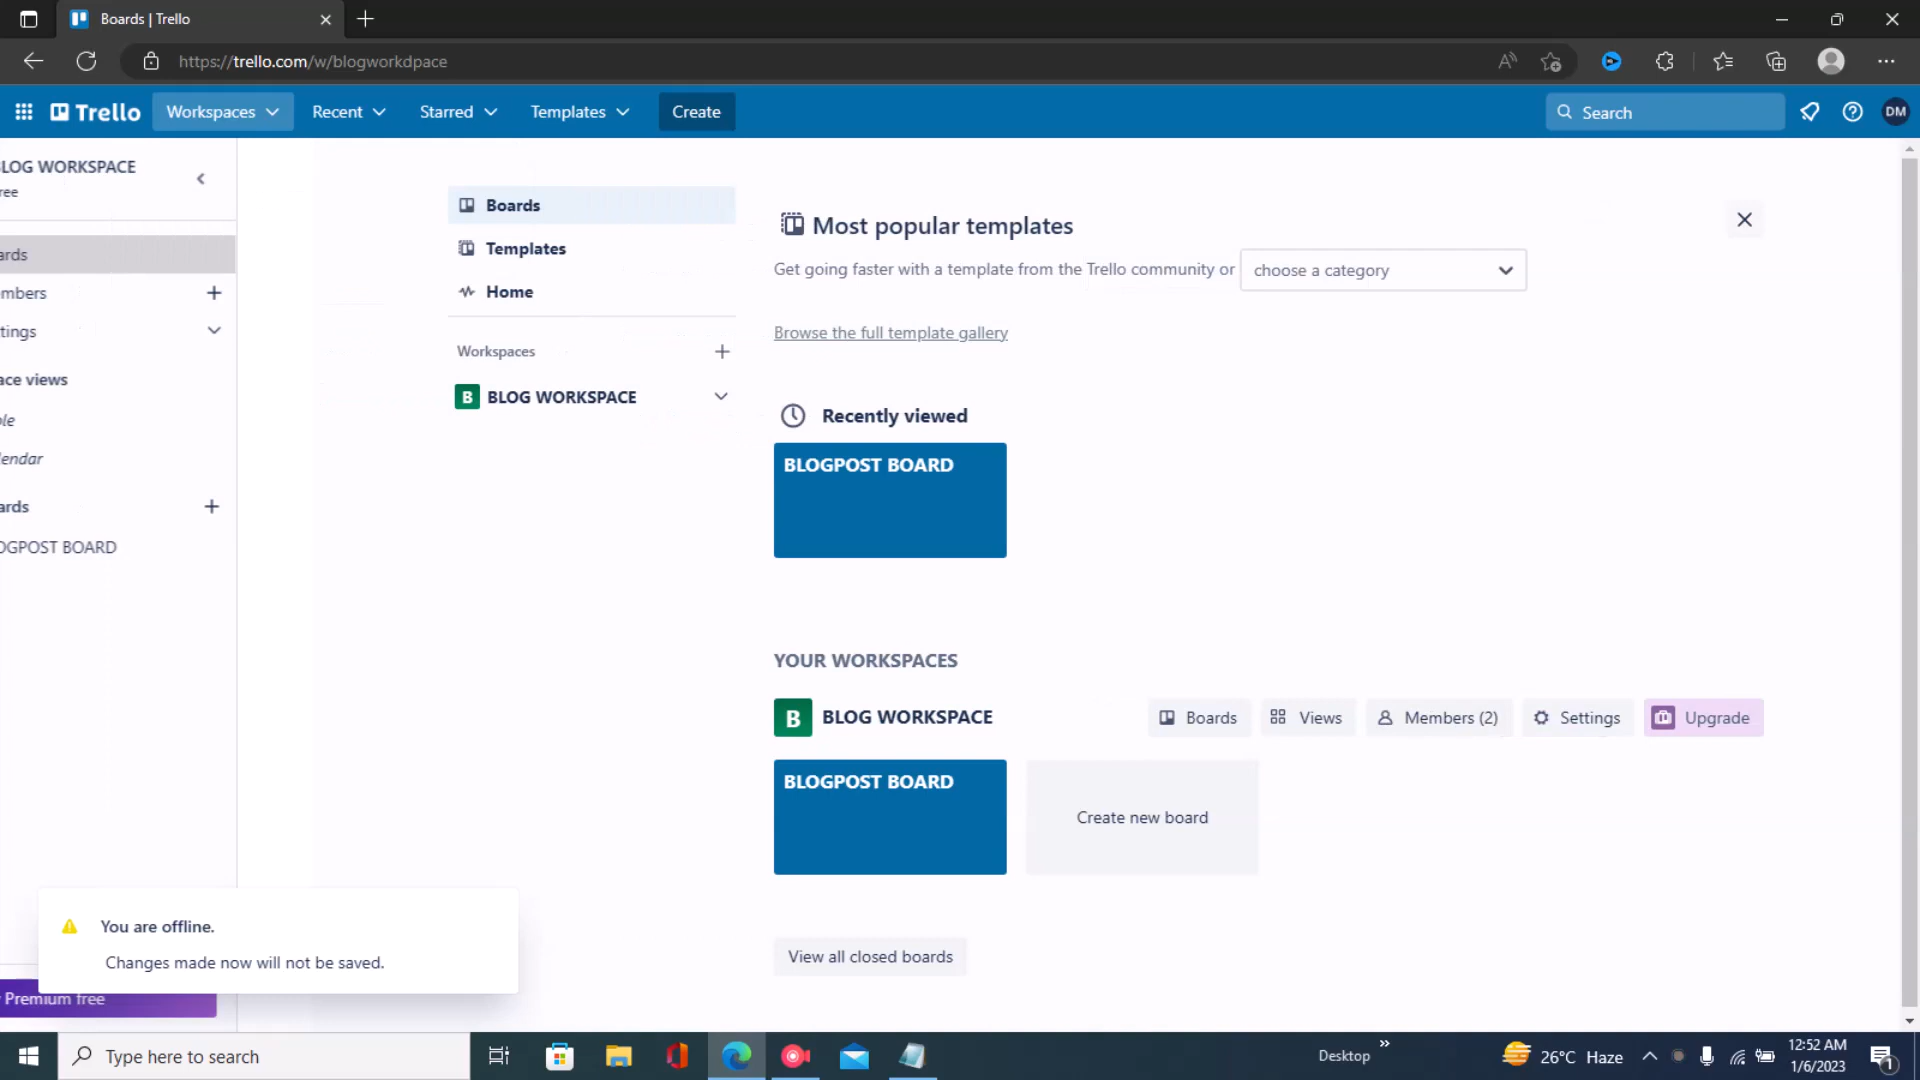 Boards | Trello
https://trello.com/w/blogworkdpace
Trello
Workspaces
Recent
Starred
Templates
Create
Search
DM
LOG WORKSPACE
ree
ards
mbers
tings
ace views
ble
lendar
ards
OGPOST BOARD
Boards
Templates
Home
Workspaces
B BLOG WORKSPACE
Most popular templates
Get going faster with a template from the Trello community or
choose a category
Browse the full template gallery
Recently viewed
BLOGPOST BOARD
YOUR WORKSPACES
B BLOG WORKSPACE
Boards
Views
Members (2)
Settings
Upgrade
BLOGPOST BOARD
Create new board
View all closed boards
You are offline.
Changes made now will not be saved.
Premium free
Type here to search
Desktop
26°C Haze
12:52 AM
1/6/2023
1